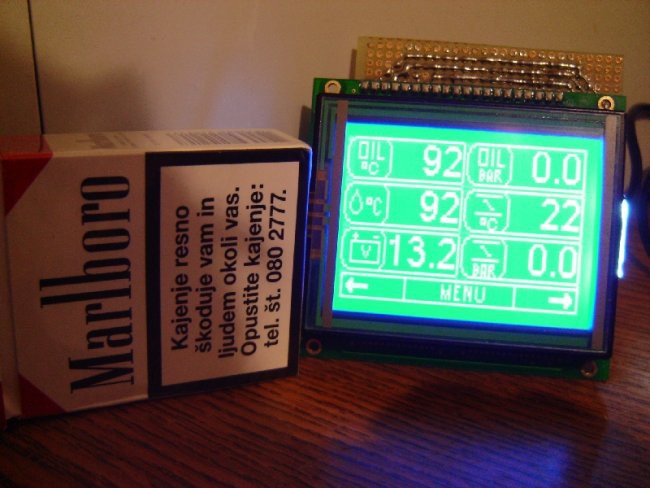 Marlboro
Kajenje resno
škoduje vam in
ljudem okoli vas.
Opustite kajenje:
tel. št. 080 2777.
OIL °C 92 OIL BAR 0.0
°C 92 °C 22
V 13.2 BAR 0.0
← MENU →